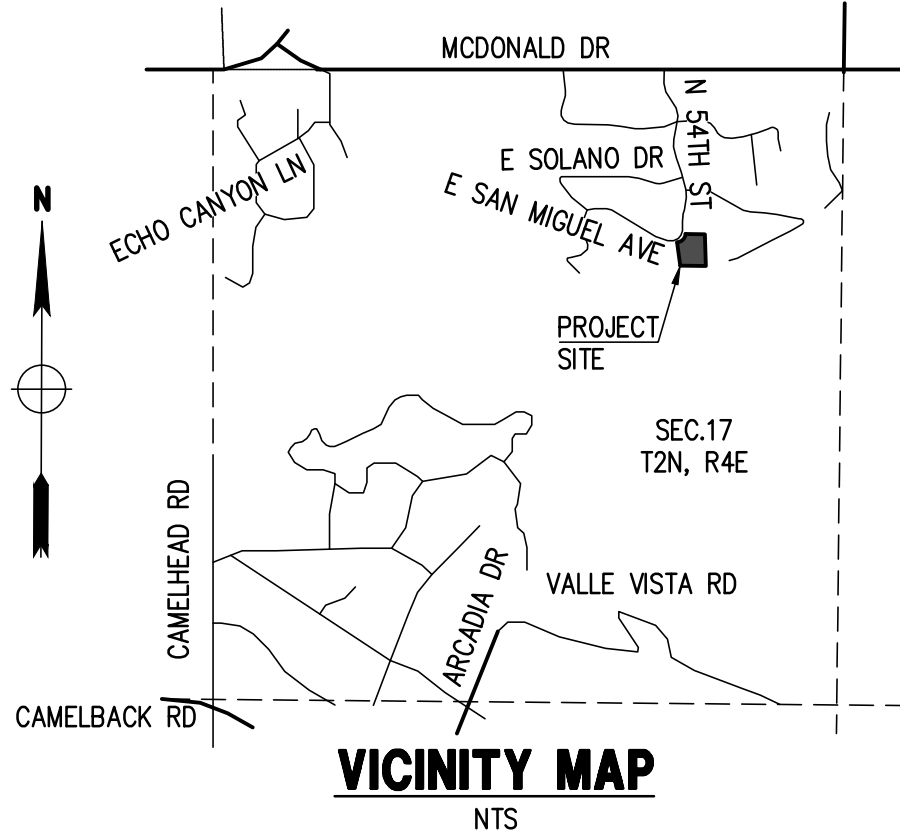 MCDONALD DR
N 54TH ST
E SOLANO DR
E SAN MIGUEL AVE
ECHO CANYON LN
N
PROJECT
SITE
SEC.17
T2N, R4E
CAMELHEAD RD
ARCADIA DR
VALLE VISTA RD
CAMELBACK RD
VICINITY MAP
NTS